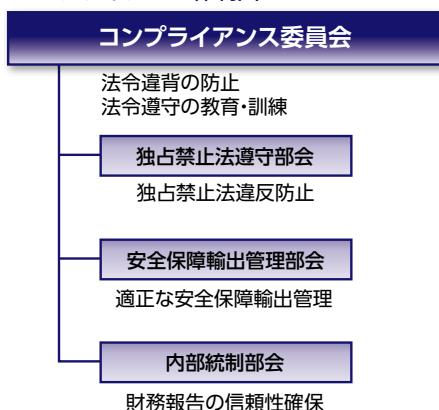 コンプライアンス委員会
法令違背の防止
法令遵守の教育・訓練
独占禁止法遵守部会
独占禁止法違反防止
安全保障輸出管理部会
適正な安全保障輸出管理
内部統制部会
財務報告の信頼性確保